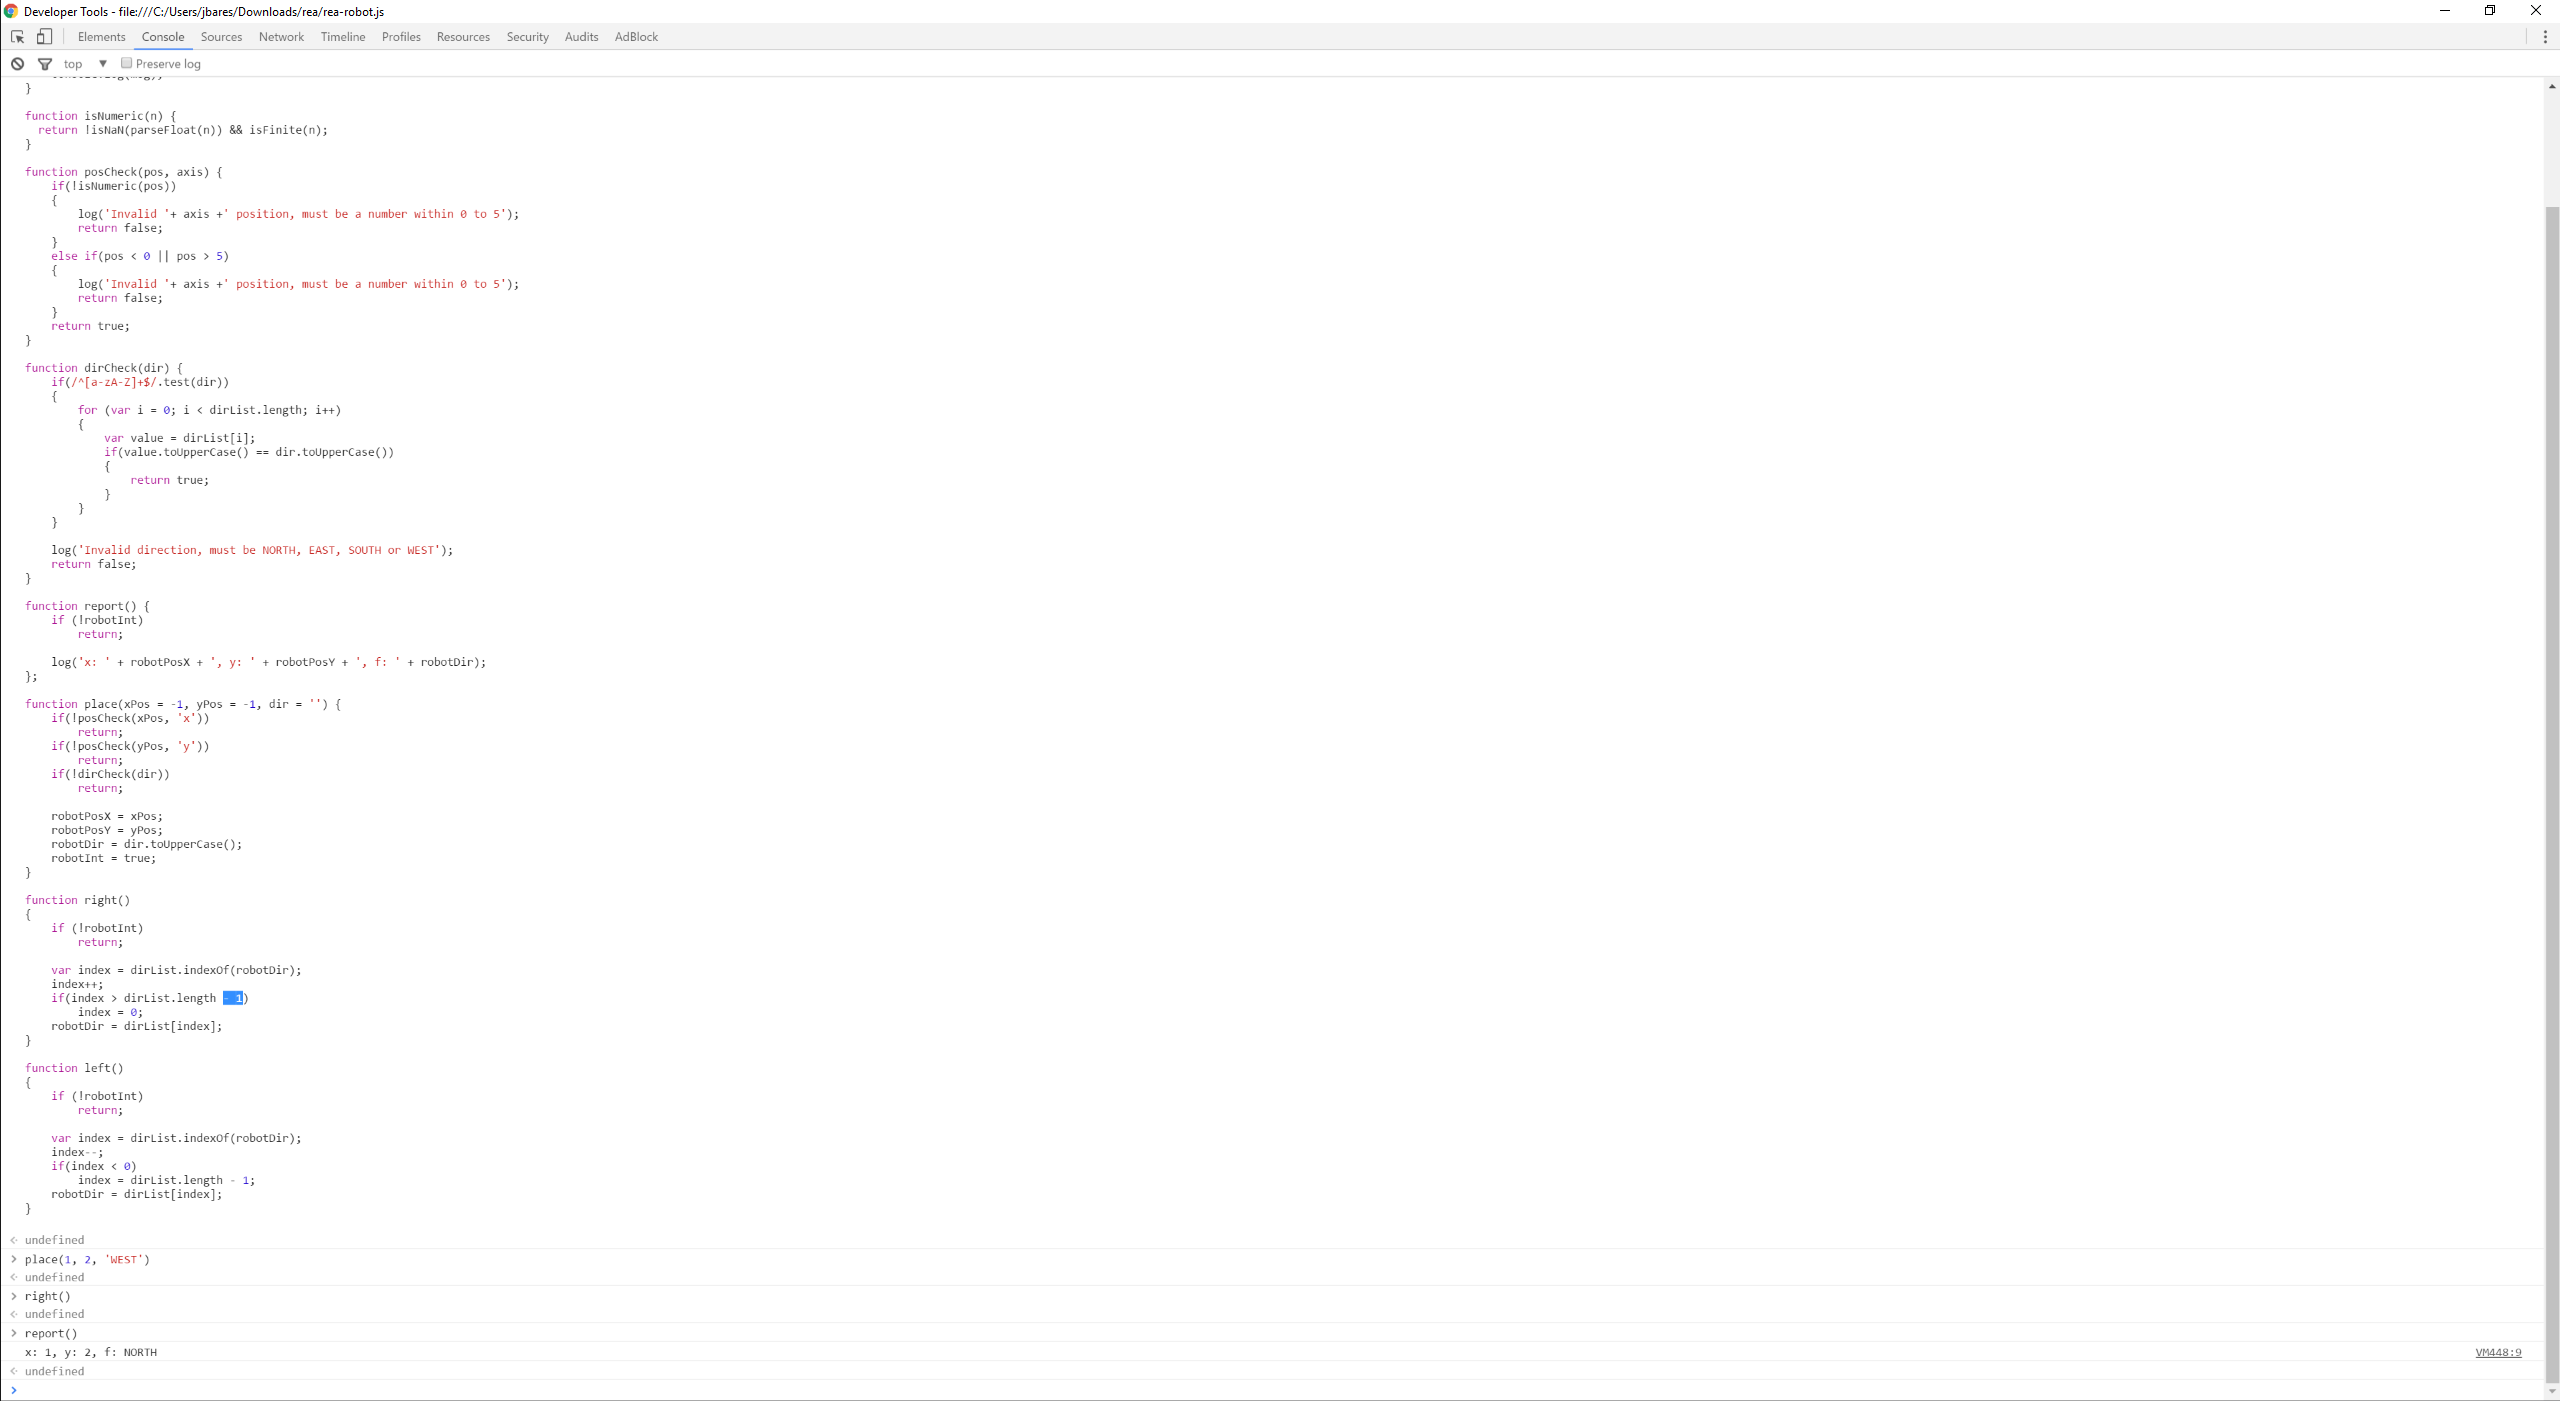 Developer Tools - file:///C:/Users/jbares/Downloads/rea/rea-robot.js
Elements Console Sources Network Timeline Profiles Resources Security Audits AdBlock
top ▼ Preserve log
}
function isNumeric(n) {
  return !isNaN(parseFloat(n)) && isFinite(n);
}
function posCheck(pos, axis) {
    if(!isNumeric(pos))
    {
        log('Invalid '+ axis +' position, must be a number within 0 to 5');
        return false;
    }
    else if(pos < 0 || pos > 5)
    {
        log('Invalid '+ axis +' position, must be a number within 0 to 5');
        return false;
    }
    return true;
}
function dirCheck(dir) {
    if(/^[a-zA-Z]+$/.test(dir))
    {
        for (var i = 0; i < dirList.length; i++)
        {
            var value = dirList[i];
            if(value.toUpperCase() == dir.toUpperCase())
            {
                return true;
            }
        }
    }
    log('Invalid direction, must be NORTH, EAST, SOUTH or WEST');
    return false;
}
function report() {
    if (!robotInt)
        return;
    log('x: ' + robotPosX + ', y: ' + robotPosY + ', f: ' + robotDir);
};
function place(xPos = -1, yPos = -1, dir = '') {
    if(!posCheck(xPos, 'x'))
        return;
    if(!posCheck(yPos, 'y'))
        return;
    if(!dirCheck(dir))
        return;
    robotPosX = xPos;
    robotPosY = yPos;
    robotDir = dir.toUpperCase();
    robotInt = true;
}
function right()
{
    if (!robotInt)
        return;
    var index = dirList.indexOf(robotDir);
    index++;
    if(index > dirList.length - 1)
        index = 0;
    robotDir = dirList[index];
}
function left()
{
    if (!robotInt)
        return;
    var index = dirList.indexOf(robotDir);
    index--;
    if(index < 0)
        index = dirList.length - 1;
    robotDir = dirList[index];
}
undefined
place(1, 2, 'WEST')
undefined
right()
undefined
report()
x: 1, y: 2, f: NORTH VM448:9
undefined